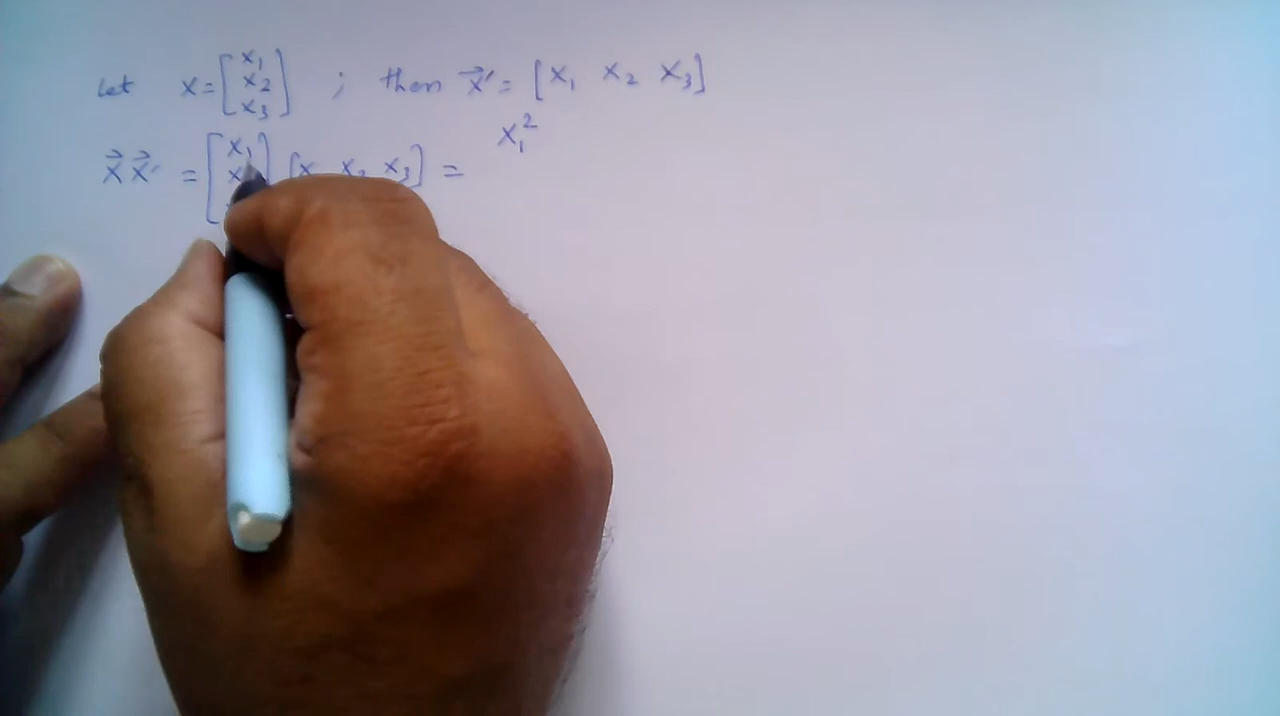 Let X = [x₁ x₂ x₃] ; then X⃗' = [x₁ x₂ x₃]
X⃗ X⃗' = [x₁ x [x x₂ x₃] = x₁²